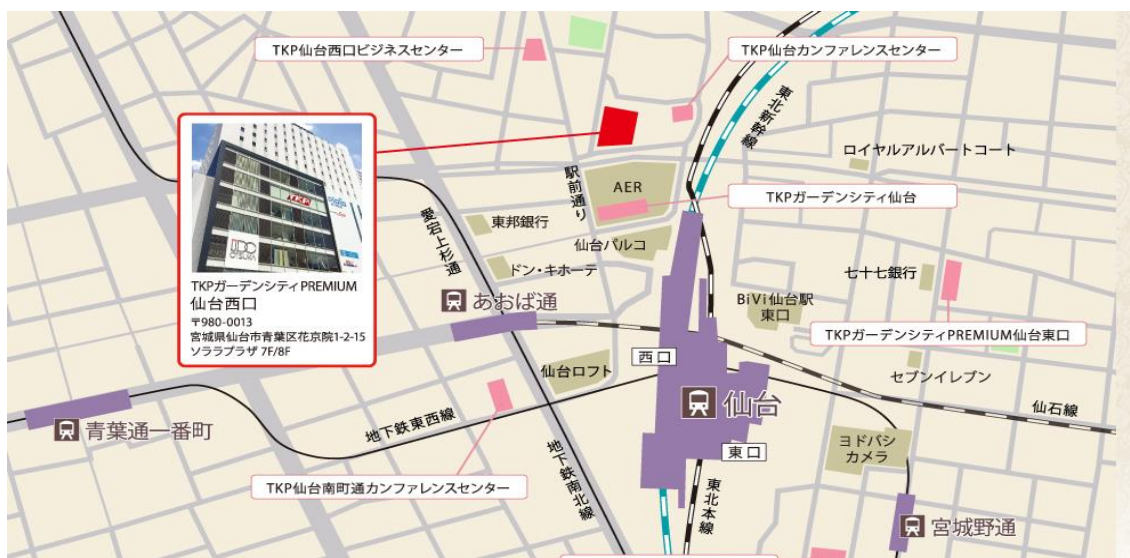 TKP仙台西口ビジネスセンター
TKP仙台カンファレンスセンター
東北新幹線
ロイヤルアルバートコート
駅前通り
AER
TKPガーデンシティ仙台
愛宕上杉通
東邦銀行
仙台パルコ
ドン・キホーテ
七十七銀行
IDC
OTSUKA
TKPガーデンシティPREMIUM
仙台西口
〒980-0013
宮城県仙台市青葉区花京院1-2-15
ソララプラザ 7F/8F
あおば通
BiVi仙台駅
東口
TKPガーデンシティPREMIUM仙台東口
西口
仙台ロフト
セブンイレブン
仙台
仙石線
青葉通一番町
地下鉄東西線
ヨドバシ
カメラ
東口
TKP仙台南町通カンファレンスセンター
地下鉄南北線
東北本線
宮城野通